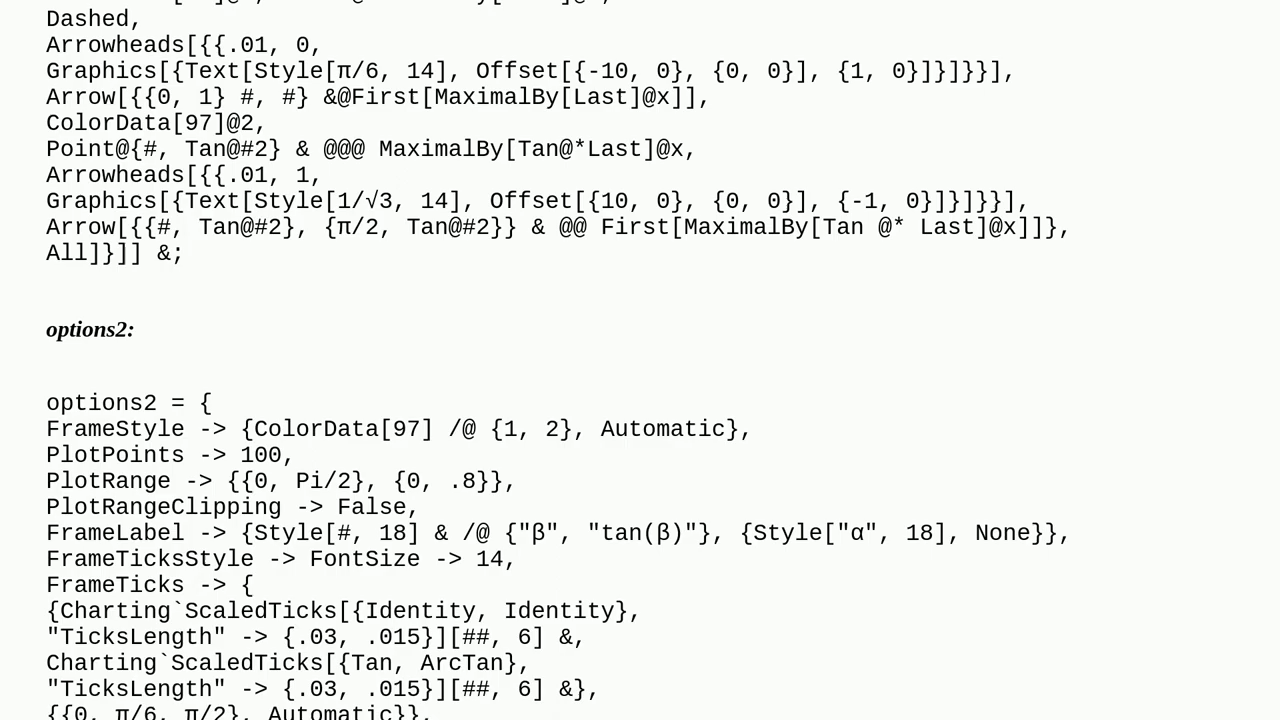 Dashed,
Arrowheads[{{.01, 0,
Graphics[{Text[Style[π/6, 14], Offset[{-10, 0}, {0, 0}], {1, 0}]}]}}],
Arrow[{{0, 1} #, #} &@First[MaximalBy[Last]@x]],
ColorData[97]@2,
Point@{#, Tan@#2} & @@@ MaximalBy[Tan@*Last]@x,
Arrowheads[{{.01, 1,
Graphics[{Text[Style[1/√3, 14], Offset[{10, 0}, {0, 0}], {-1, 0}]}]}}],
Arrow[{{#, Tan@#2}, {π/2, Tan@#2}} & @@ First[MaximalBy[Tan @* Last]@x]]},
All]}]] &;
options2:
options2 = {
FrameStyle -> {ColorData[97] /@ {1, 2}, Automatic},
PlotPoints -> 100,
PlotRange -> {{0, Pi/2}, {0, .8}},
PlotRangeClipping -> False,
FrameLabel -> {Style[#, 18] & /@ {"β", "tan(β)"}, {Style["α", 18], None}},
FrameTicksStyle -> FontSize -> 14,
FrameTicks -> {
{Charting`ScaledTicks[{Identity, Identity},
"TicksLength" -> {.03, .015}][##, 6] &,
Charting`ScaledTicks[{Tan, ArcTan},
"TicksLength" -> {.03, .015}][##, 6] &},
{{0, π/6, π/2}, Automatic}},